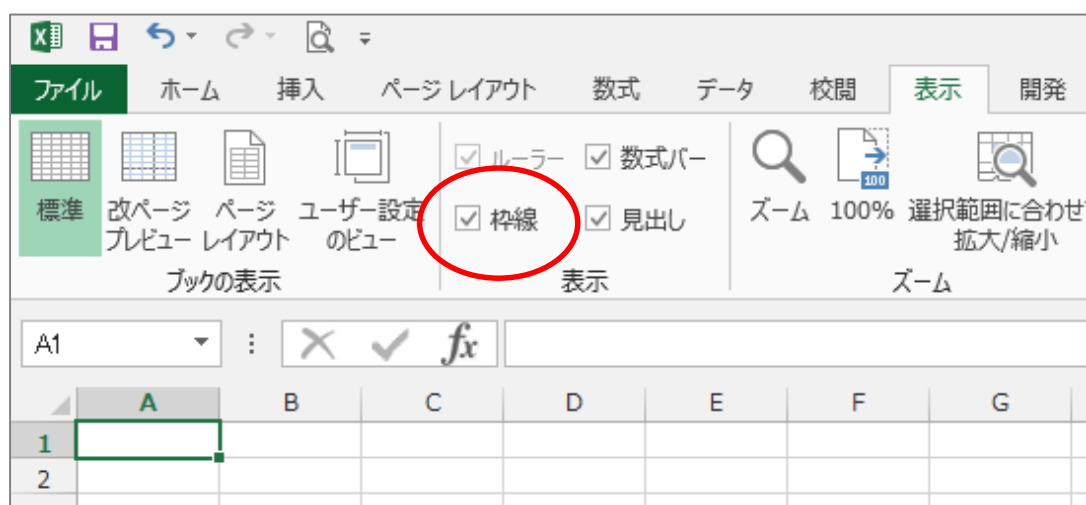 ファイル ホーム 挿入 ページ レイアウト 数式 データ 校閲 表示 開発
標準 改ページ プレビュー ページ レイアウト ユーザー設定 のビュー
ルーラー 数式バー
枠線 見出し
ズーム 100 100% 選択範囲に合わせ 拡大/縮小
ブックの表示 表示 ズーム
A1 fx
A B C D E F G
1
2